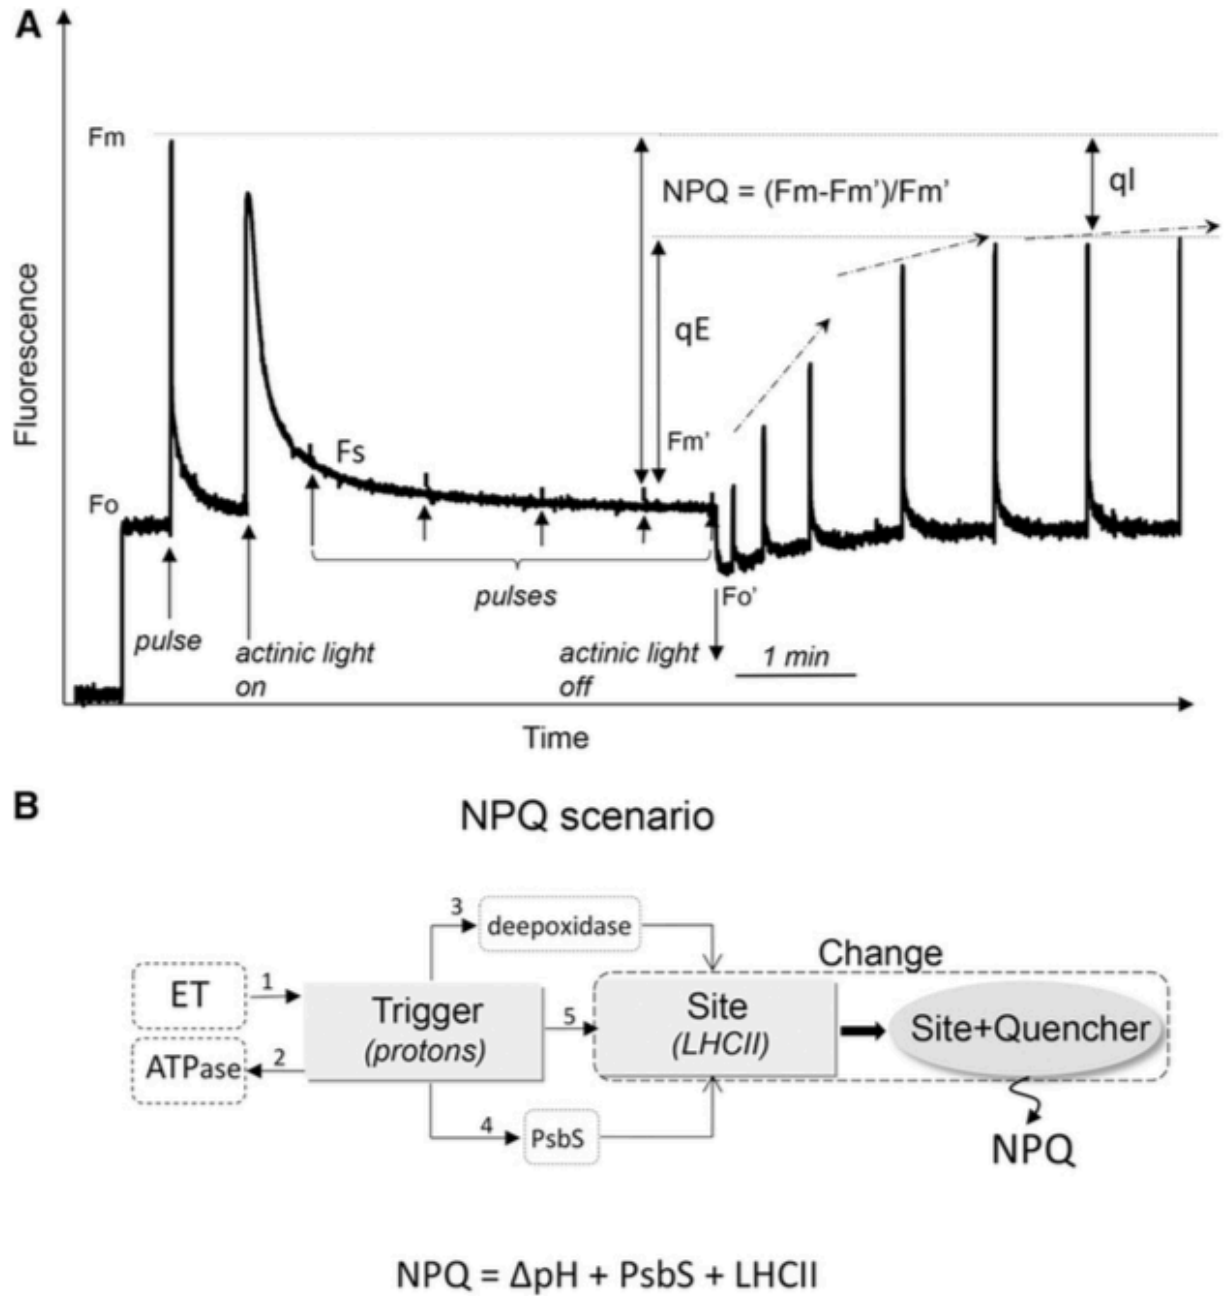 A
Fm
NPQ = (Fm-Fm’)/Fm’
qI
qE
Fm’
Fs
Fo
Fluorescence
pulses
Fo’
pulse
actinic light
on
actinic light
off
1 min
Time
B
NPQ scenario
3
deepoxidase
Change
ET
1
Trigger
(protons)
5
Site
(LHCII)
Site+Quencher
ATPase
2
4
PsbS
NPQ
NPQ = ΔpH + PsbS + LHCII